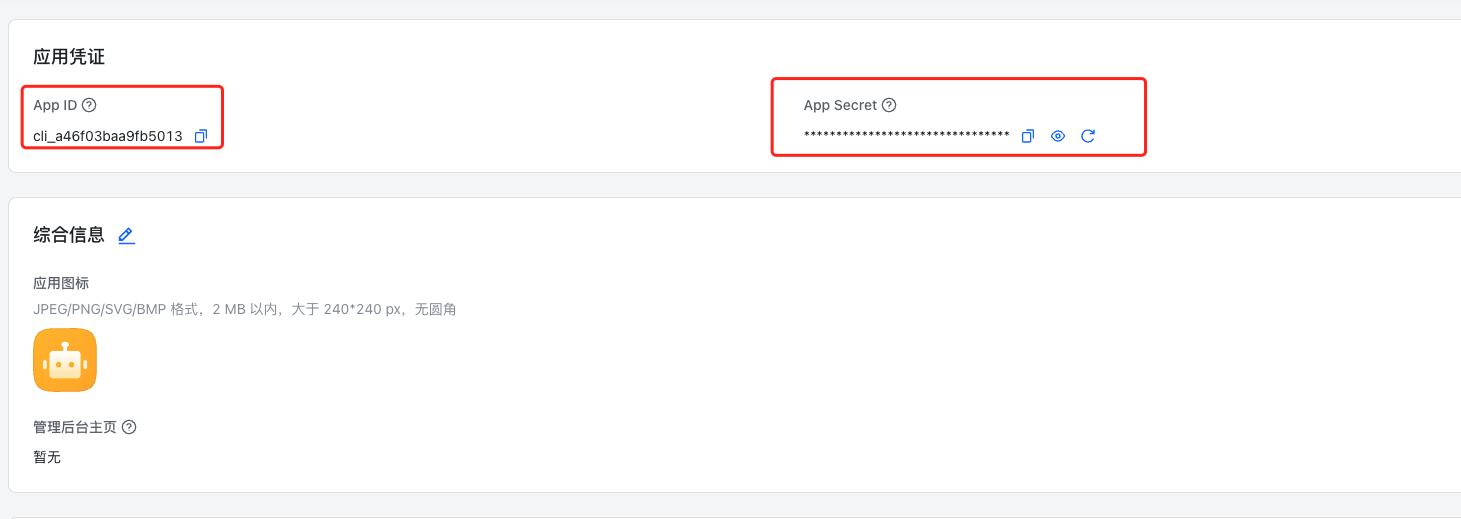 应用凭证
App ID
App Secret
cli_a46f03baa9fb5013
********************************
综合信息
应用图标
JPEG/PNG/SVG/BMP 格式，2 MB 以内，大于 240*240 px，无圆角
管理后台主页
暂无